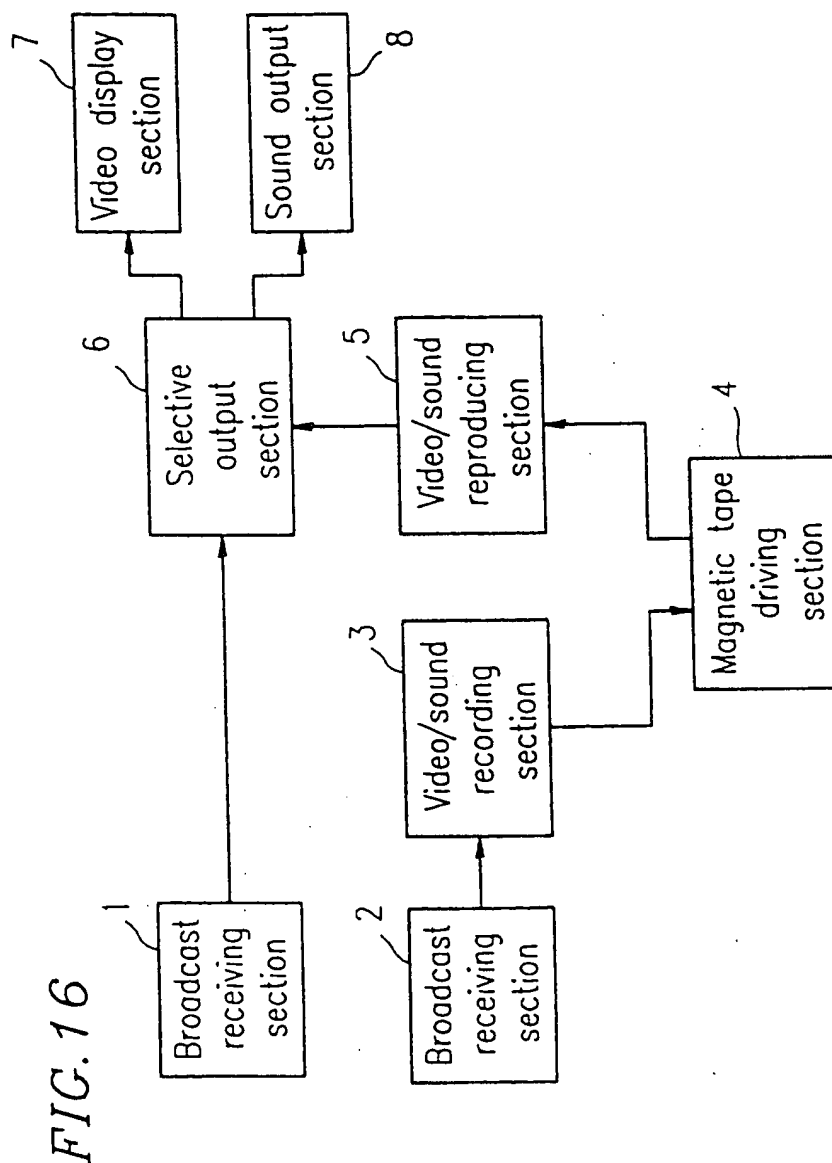 FIG.16
1
Broadcast
receiving
section
2
Broadcast
receiving
section
3
Video/sound
recording
section
4
Magnetic tape
driving
section
5
Video/sound
reproducing
section
6
Selective
output
section
7
Video display
section
8
Sound output
section